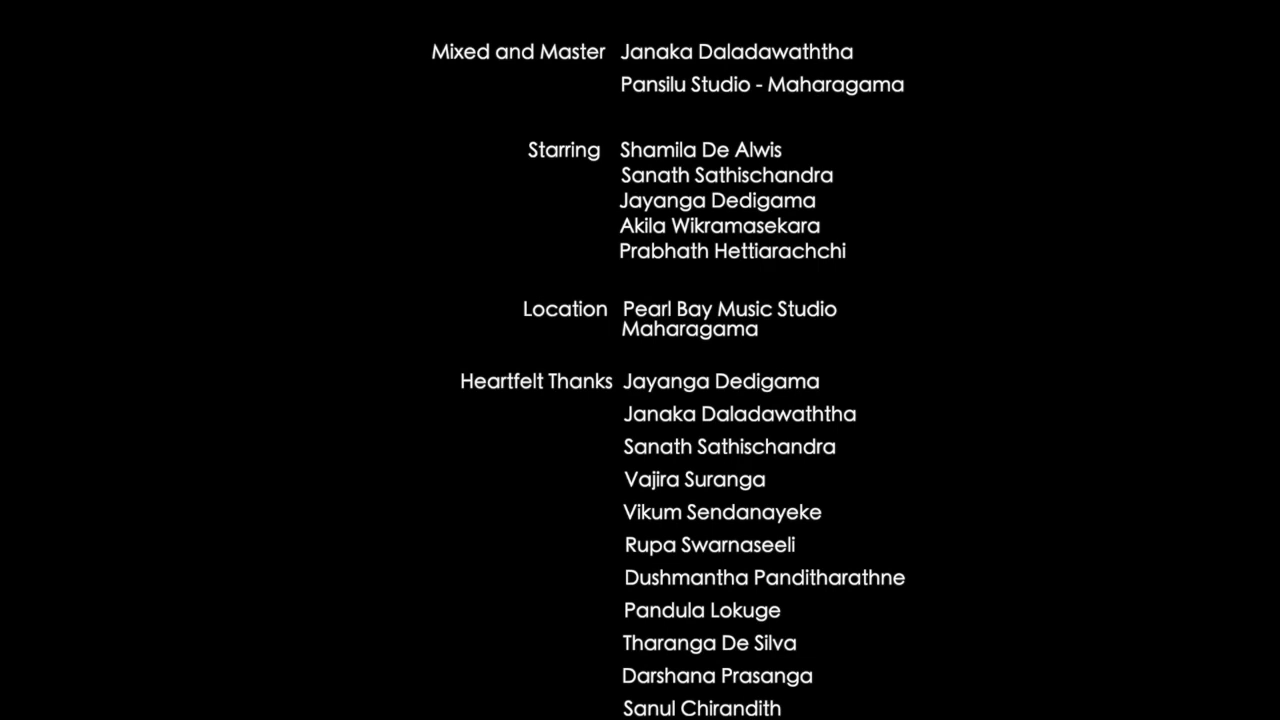 Mixed and Master Janaka Daladawaththa
Pansilu Studio - Maharagama
Starring Shamila De Alwis
Sanath Sathischandra
Jayanga Dedigama
Akila Wikramasekara
Prabhath Hettiarachchi
Location Pearl Bay Music Studio
Maharagama
Heartfelt Thanks Jayanga Dedigama
Janaka Daladawaththa
Sanath Sathischandra
Vajira Suranga
Vikum Sendanayeke
Rupa Swarnaseeli
Dushmantha Panditharathne
Pandula Lokuge
Tharanga De Silva
Darshana Prasanga
Sanul Chirandith